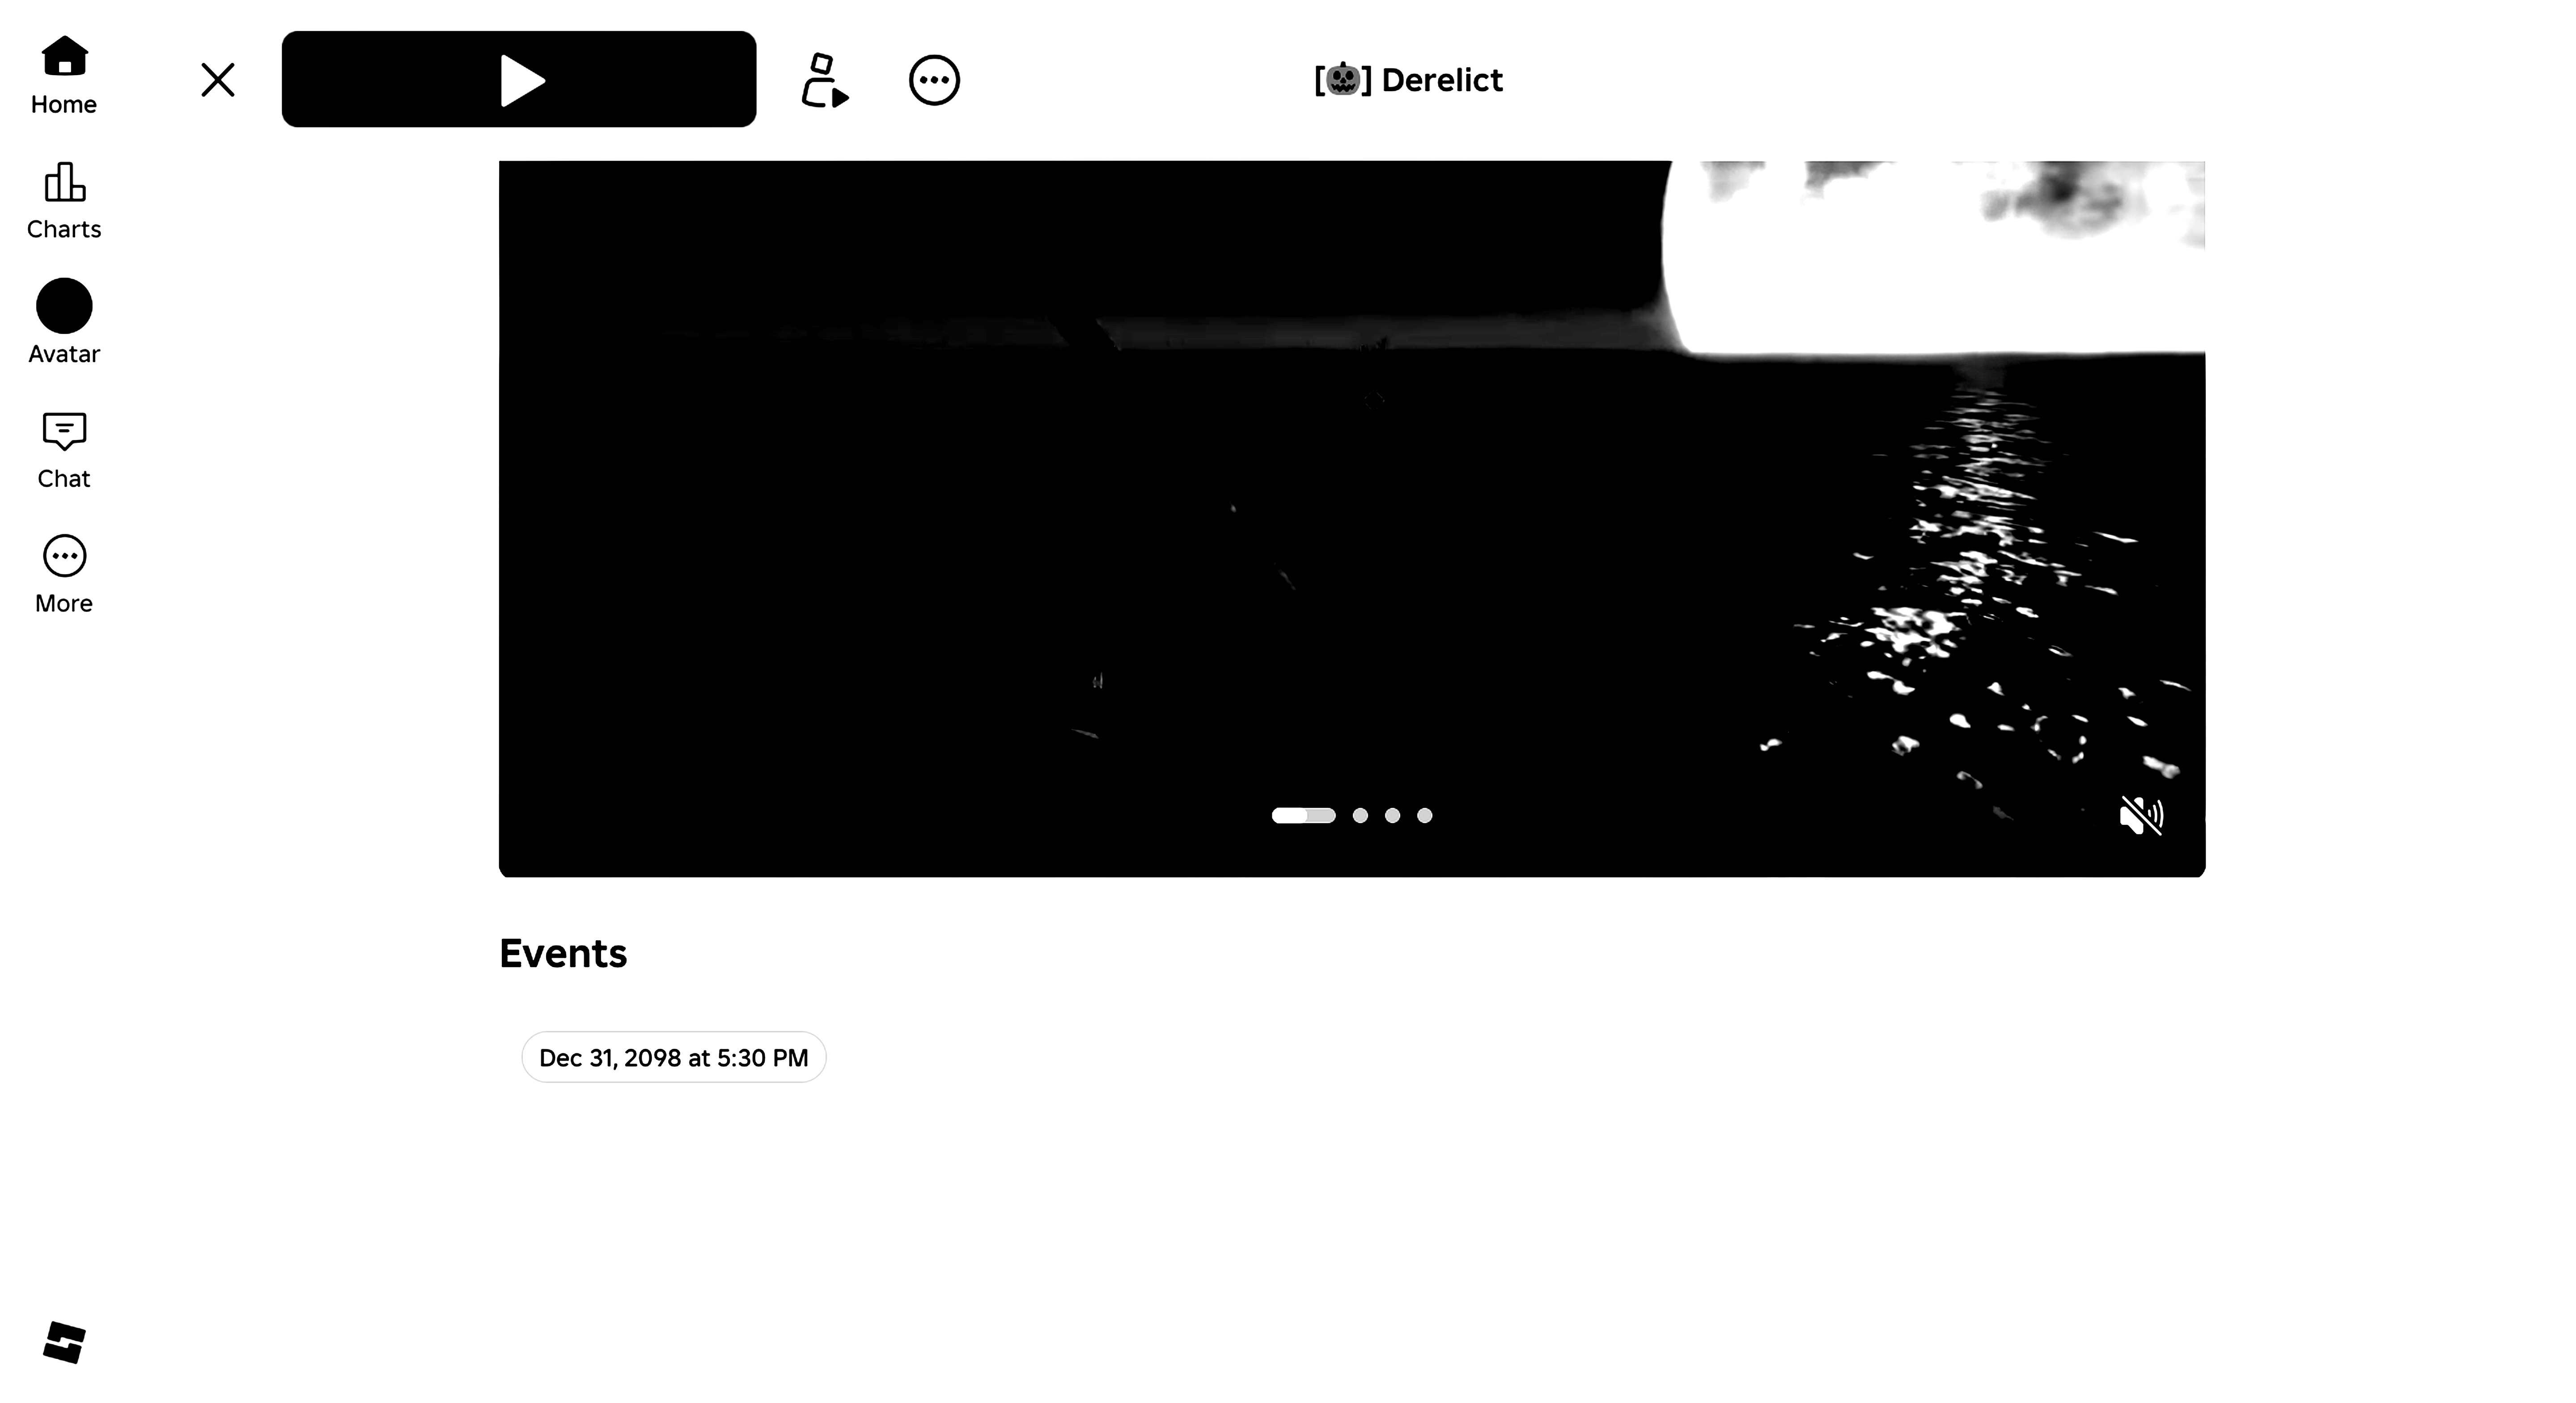 Home
[🎃] Derelict
Charts
Avatar
Chat
More
Events
Dec 31, 2098 at 5:30 PM